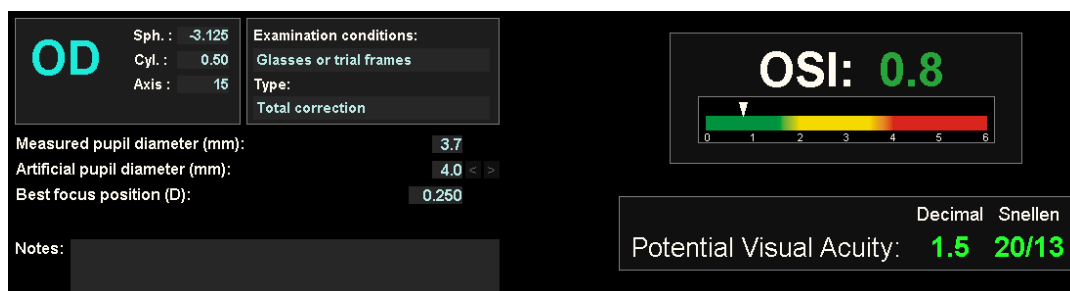 OD
Sph. : -3.125
Cyl. : 0.50
Axis : 15
Examination conditions:
Glasses or trial frames
Type:
Total correction
Measured pupil diameter (mm): 3.7
Artificial pupil diameter (mm): 4.0 < >
Best focus position (D): 0.250
Notes:
OSI: 0.8
0 1 2 3 4 5 6
Decimal Snellen
Potential Visual Acuity: 1.5 20/13